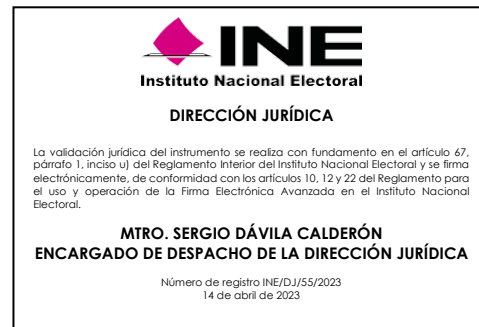 INE
Instituto Nacional Electoral
DIRECCIÓN JURÍDICA
La validación jurídica del instrumento se realiza con fundamento en el artículo 67,
párrafo 1, inciso u) del Reglamento Interior del Instituto Nacional Electoral y se firma
electrónicamente, de conformidad con los artículos 10, 12 y 22 del Reglamento para
el uso y operación de la Firma Electrónica Avanzada en el Instituto Nacional
Electoral.
MTRO. SERGIO DÁVILA CALDERÓN
ENCARGADO DE DESPACHO DE LA DIRECCIÓN JURÍDICA
Número de registro INE/DJ/55/2023
14 de abril de 2023